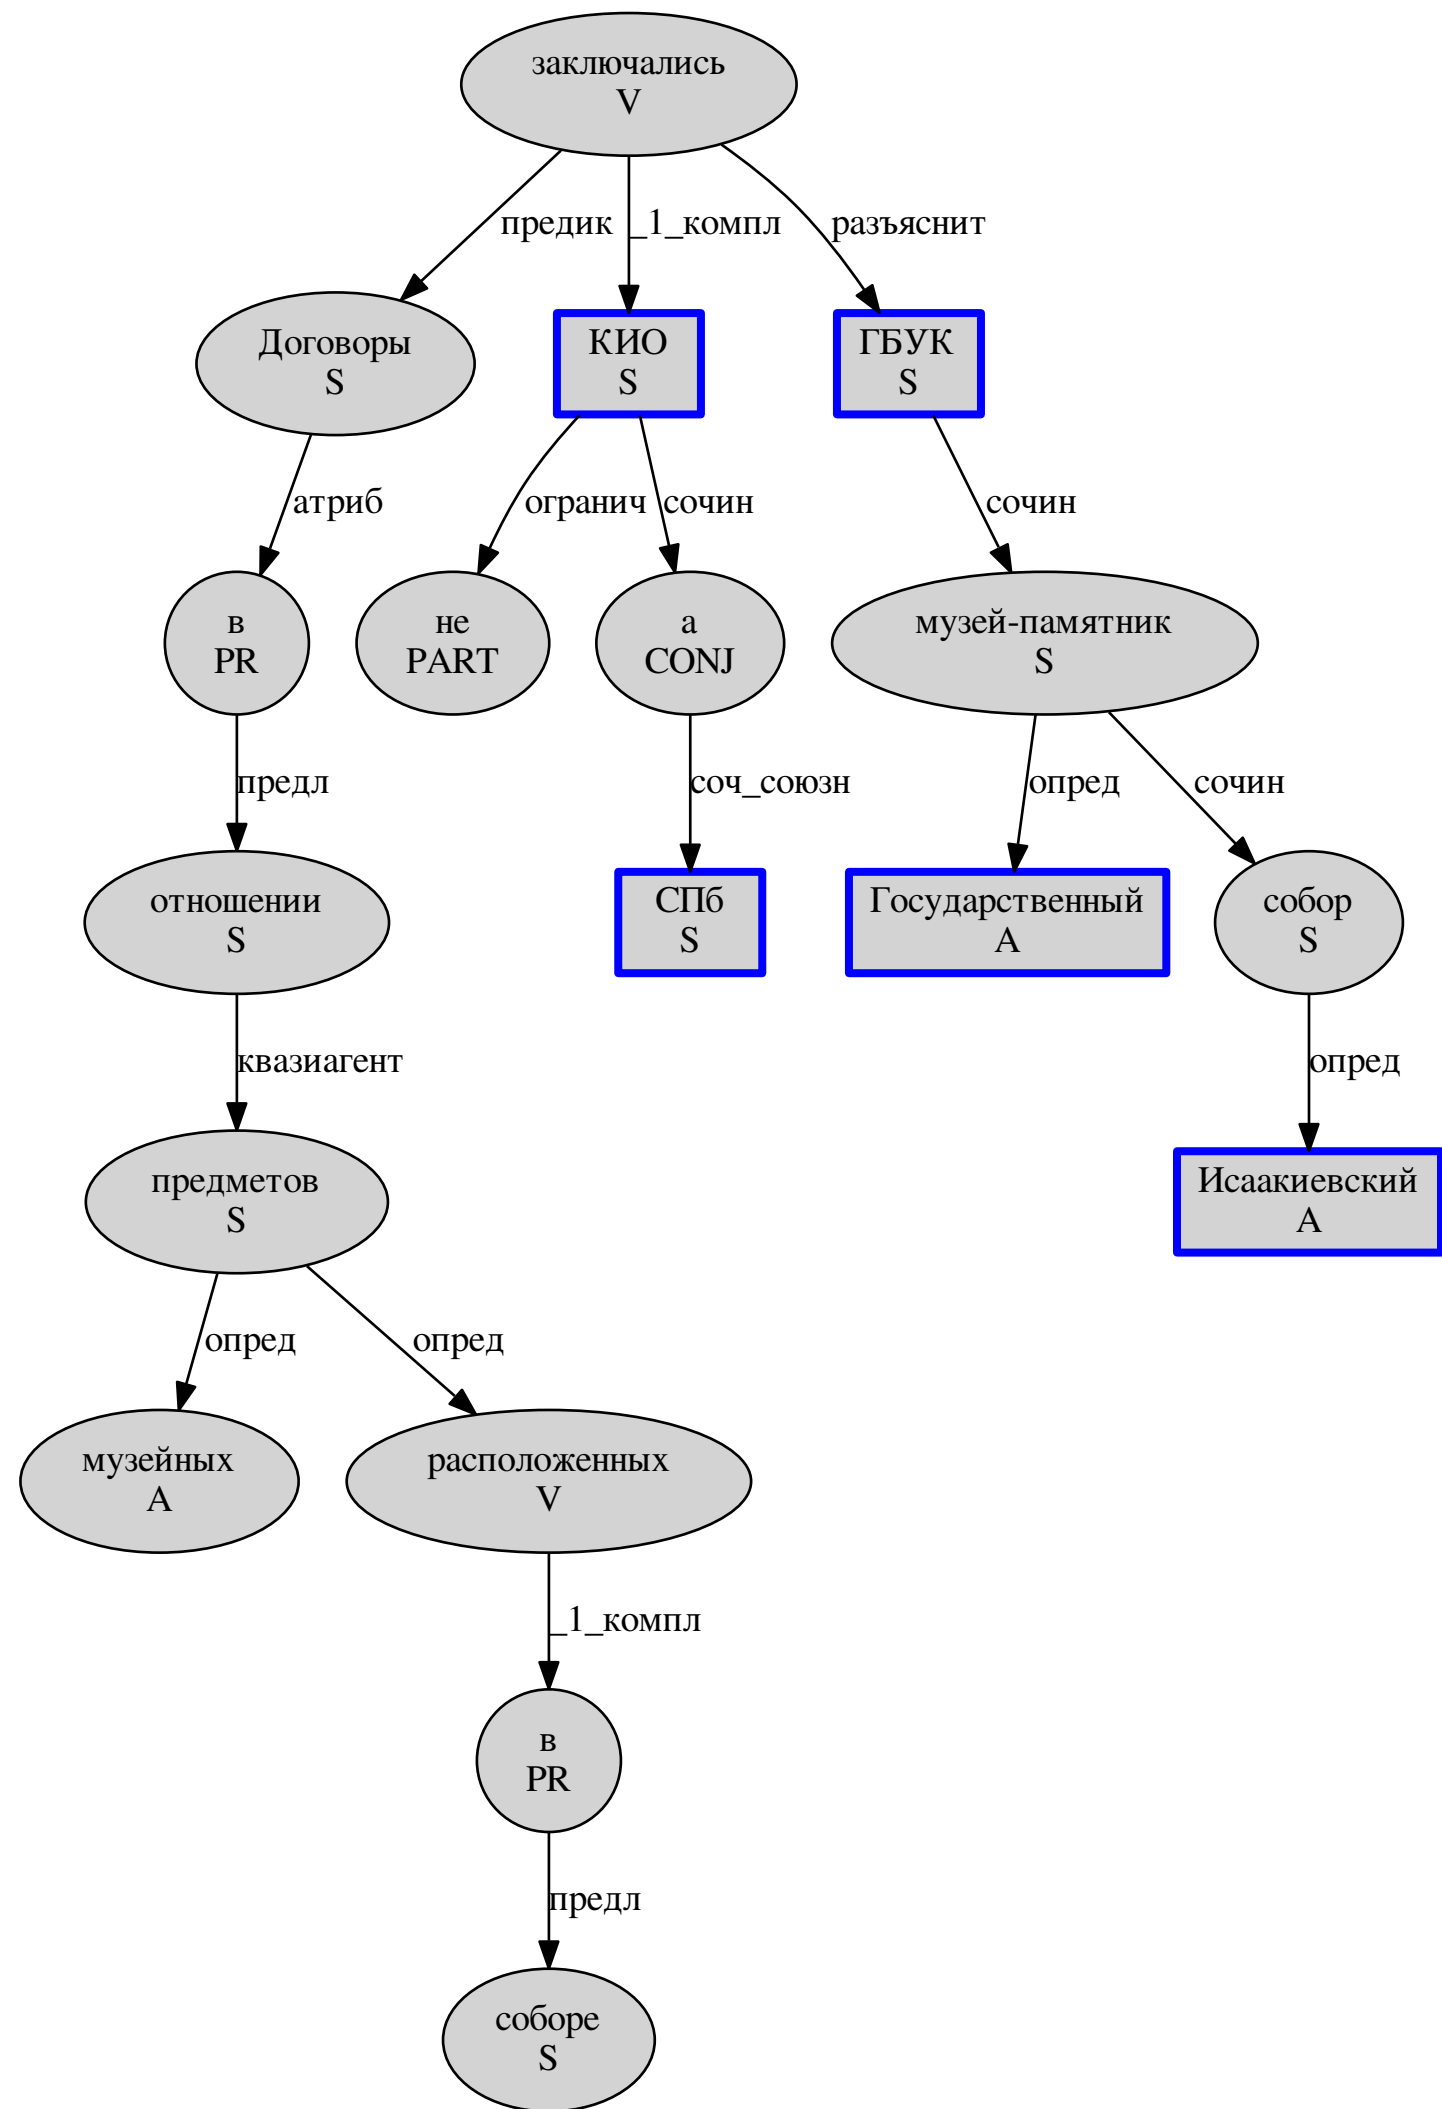 заключались
V
предик
_1_компл
разъяснит
Договоры
S
КИО
S
ГБУК
S
атриб
огранич
сочин
сочин
в
PR
не
PART
а
CONJ
музей-памятник
S
предл
соч_союзн
опред
сочин
отношении
S
СПб
S
Государственный
A
собор
S
квазиагент
опред
предметов
S
Исаакиевский
A
опред
опред
музейных
A
расположенных
V
_1_компл
в
PR
предл
соборе
S